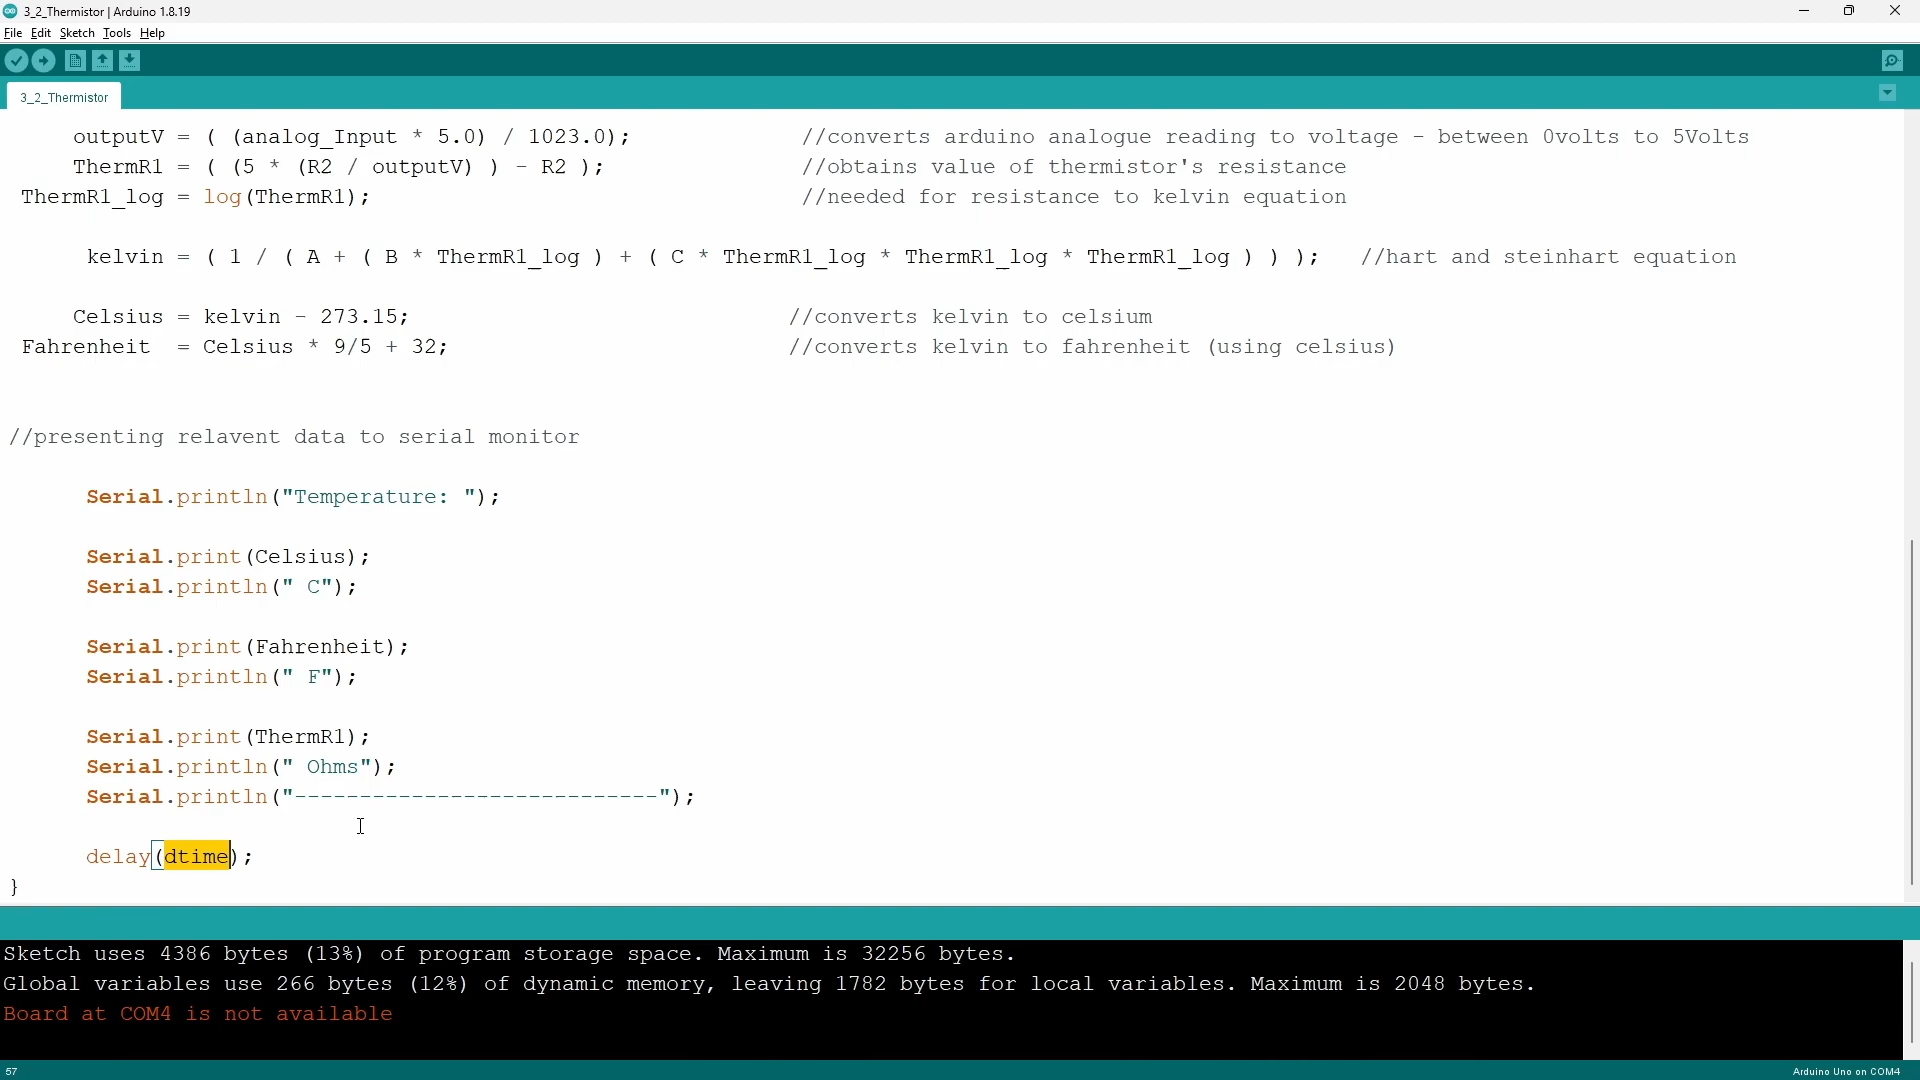 3_2_Thermistor | Arduino 1.8.19
File Edit Sketch Tools Help
3_2_Thermistor
outputV = ( (analog_Input * 5.0) / 1023.0); //converts arduino analogue reading to voltage - between 0volts to 5Volts
ThermR1 = ( (5 * (R2 / outputV) ) - R2 ); //obtains value of thermistor's resistance
ThermR1_log = log(ThermR1); //needed for resistance to kelvin equation
kelvin = ( 1 / ( A + ( B * ThermR1_log ) + ( C * ThermR1_log * ThermR1_log * ThermR1_log ) ) ); //hart and steinhart equation
Celsius = kelvin - 273.15; //converts kelvin to celsium
Fahrenheit = Celsius * 9/5 + 32; //converts kelvin to fahrenheit (using celsius)
//presenting relavent data to serial monitor
Serial.println("Temperature: ");
Serial.print(Celsius);
Serial.println(" C");
Serial.print(Fahrenheit);
Serial.println(" F");
Serial.print(ThermR1);
Serial.println(" Ohms");
Serial.println("----------------------------");
delay(dtime);
}
Sketch uses 4386 bytes (13%) of program storage space. Maximum is 32256 bytes.
Global variables use 266 bytes (12%) of dynamic memory, leaving 1782 bytes for local variables. Maximum is 2048 bytes.
Board at COM4 is not available
57
Arduino Uno on COM4